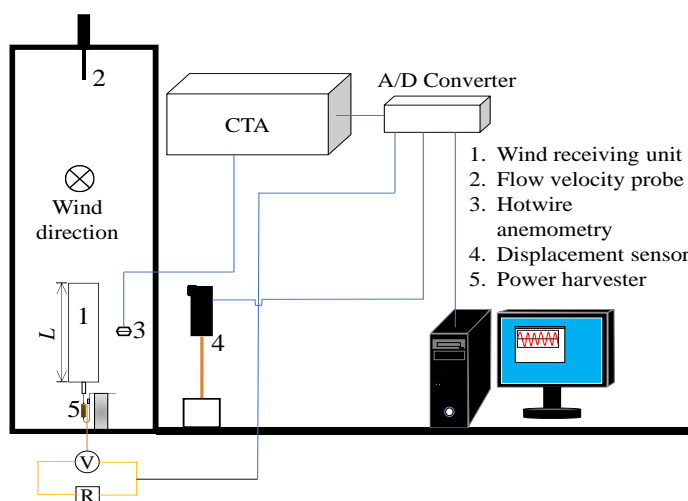 2
A/D Converter
CTA
Wind
direction
1. Wind receiving unit
2. Flow velocity probe
3. Hotwire
anemometry
4. Displacement sensor
5. Power harvester
L
1
3
4
5
V
R